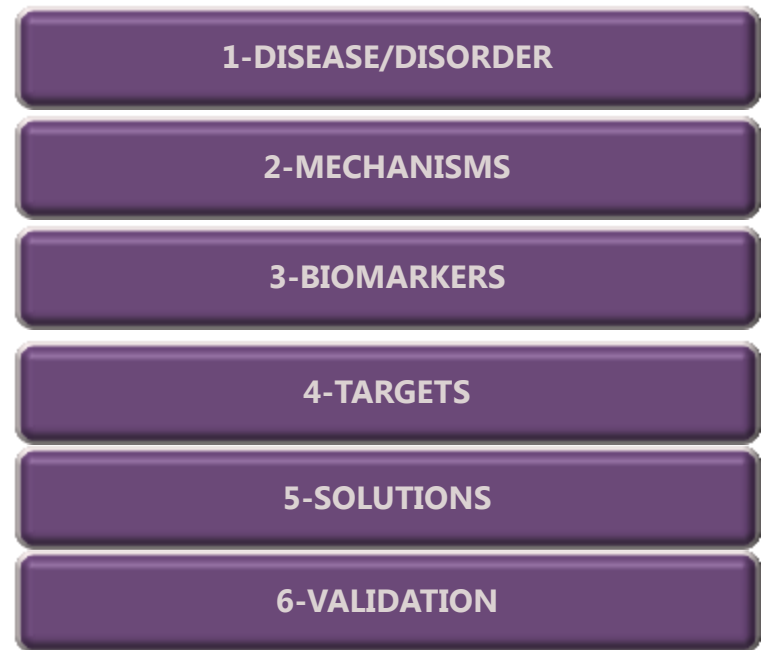 1-DISEASE/DISORDER
2-MECHANISMS
3-BIOMARKERS
4-TARGETS
5-SOLUTIONS
6-VALIDATION